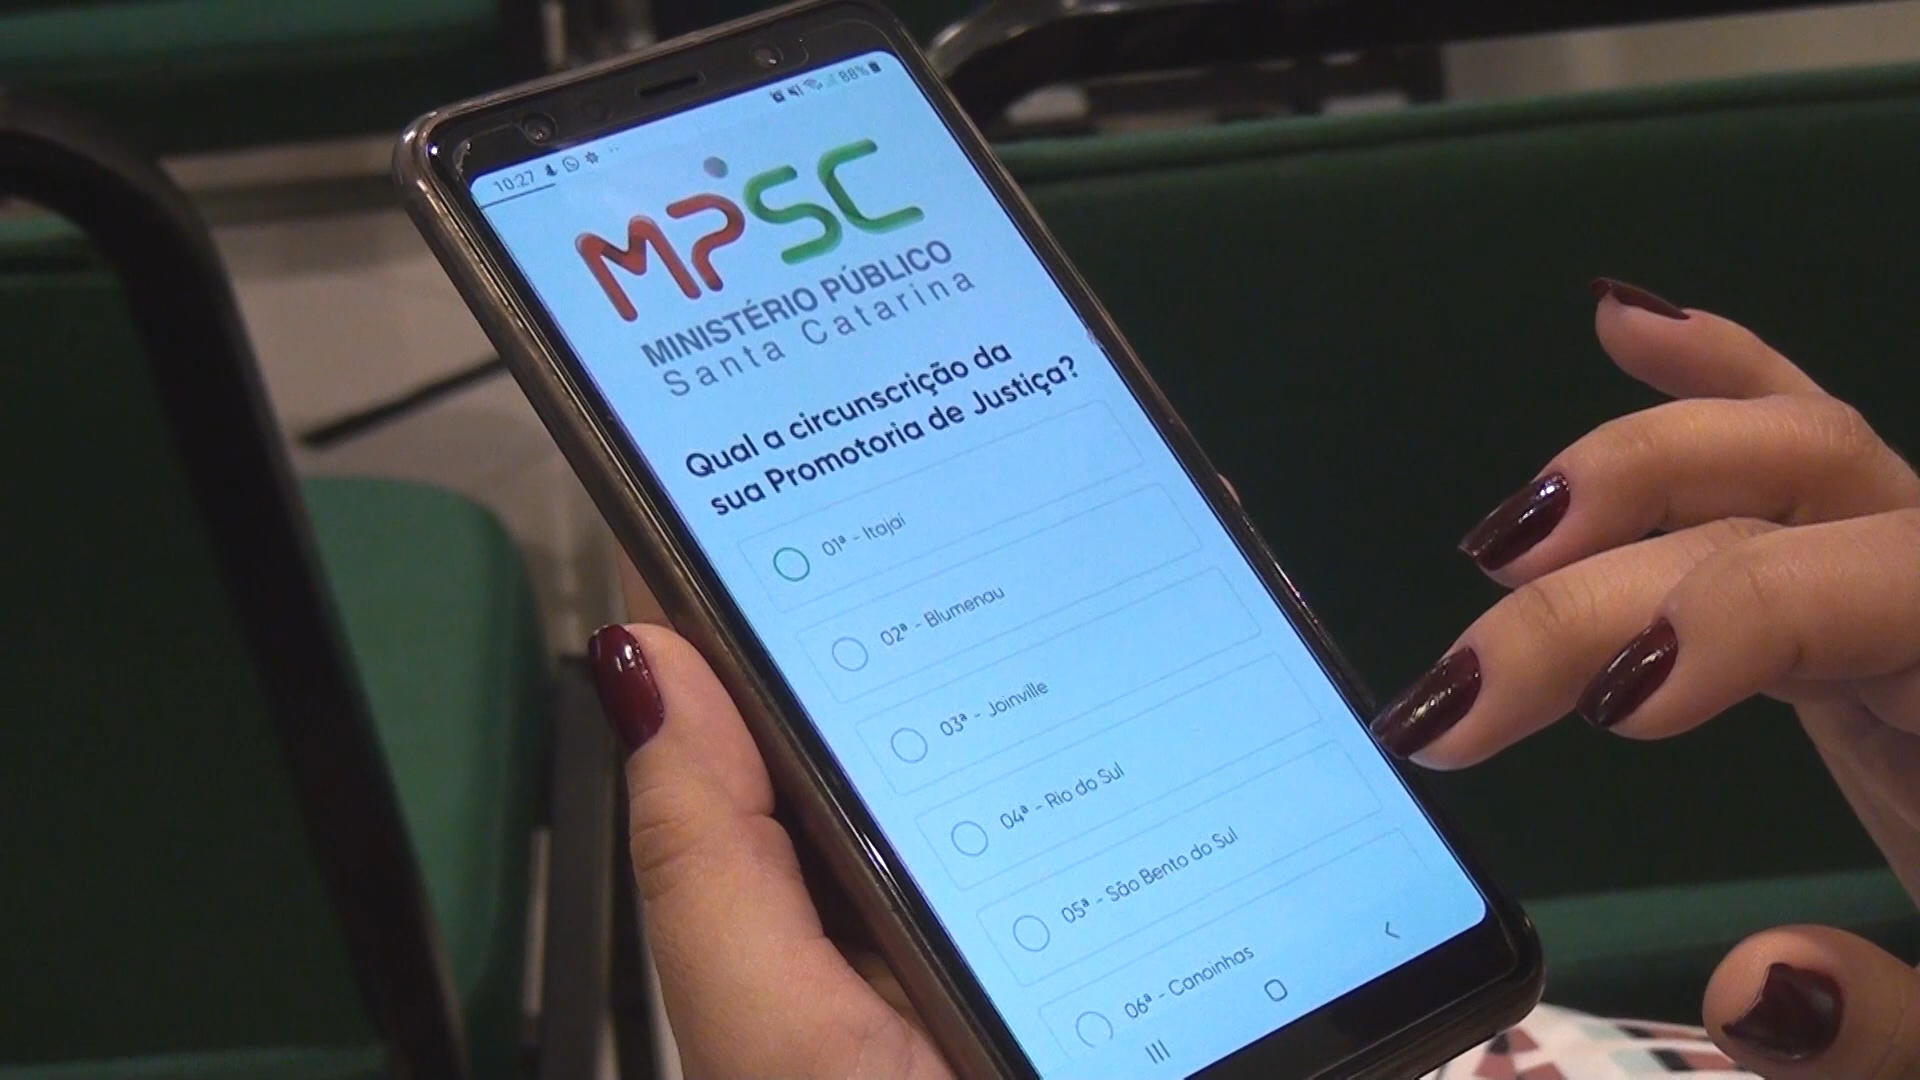 10:27 88%
MPSC
MINISTÉRIO PÚBLICO
Santa Catarina
Qual a circunscrição da
sua Promotoria de Justiça?
01ª - Itajaí
02ª - Blumenau
03ª - Joinville
04ª - Rio do Sul
05ª - São Bento do Sul
06ª - Canoinhas